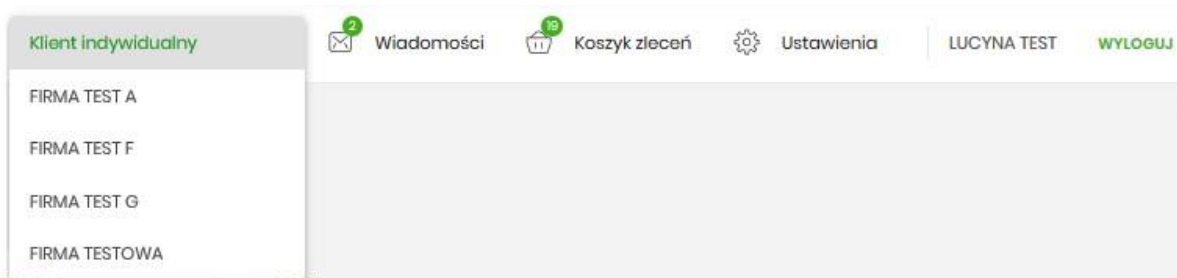 Klient indywidualny 2 Wiadomości 19 Koszyk zleceń Ustawienia LUCYNA TEST WYLOGUJ
FIRMA TEST A
FIRMA TEST F
FIRMA TEST G
FIRMA TESTOWA